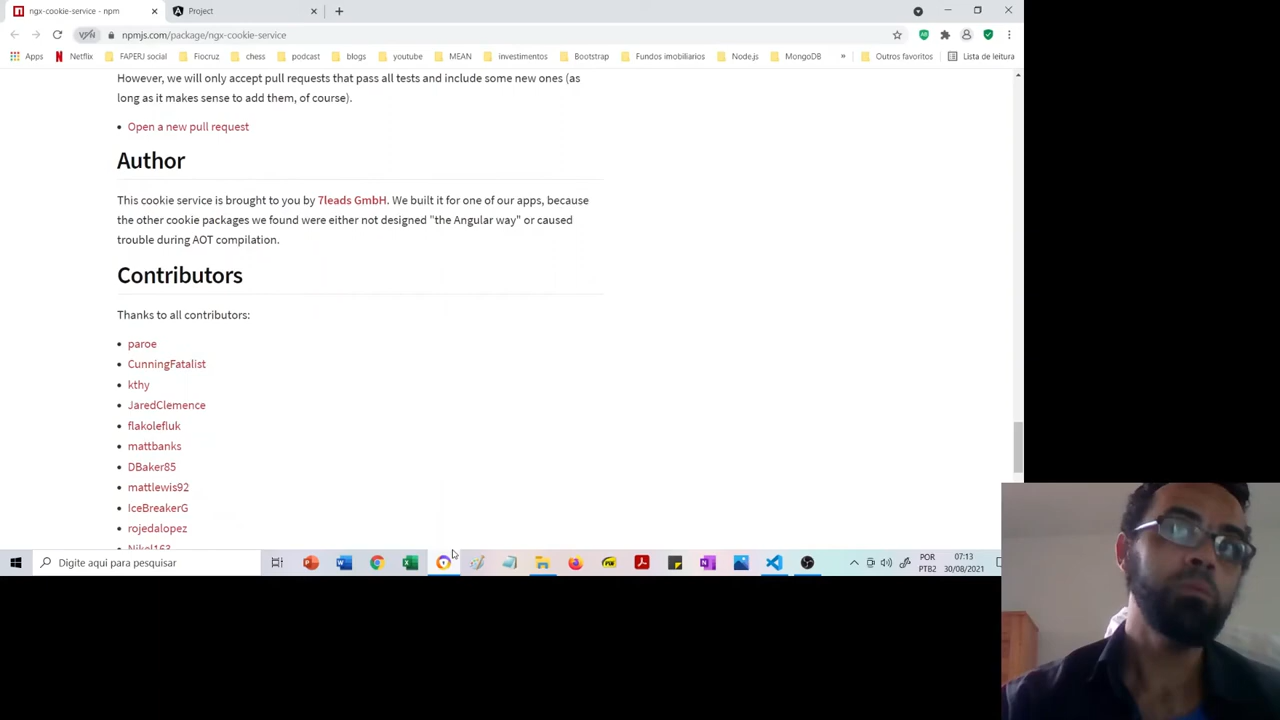 ngx-cookie-service - npm
Project
npmjs.com/package/ngx-cookie-service
Apps Netflix FAPERJ social Fiocruz chess podcast blogs youtube MEAN investimentos Bootstrap Fundos imobiliarios Node.js MongoDB » Outros favoritos Lista de leitura
However, we will only accept pull requests that pass all tests and include some new ones (as
long as it makes sense to add them, of course).
• Open a new pull request
Author
This cookie service is brought to you by 7leads GmbH. We built it for one of our apps, because
the other cookie packages we found were either not designed "the Angular way" or caused
trouble during AOT compilation.
Contributors
Thanks to all contributors:
• paroe
• CunningFatalist
• kthy
• JaredClemence
• flakolefluk
• mattbanks
• DBaker85
• mattlewis92
• IceBreakerG
• rojedalopez
• Nikel163
Digite aqui para pesquisar
POR 07:13
PTB2 30/08/2021